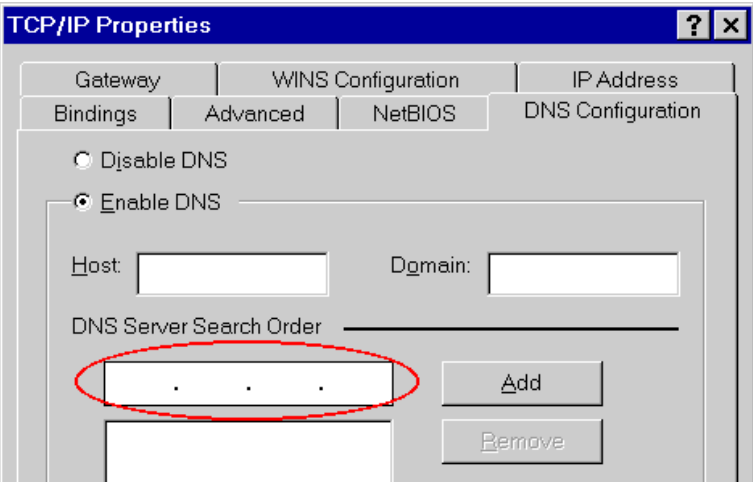 TCP/IP Properties ? ×
Gateway WINS Configuration IP Address
Bindings Advanced NetBIOS DNS Configuration
Disable DNS
Enable DNS
Host: Domain:
DNS Server Search Order
. . .
Add
Remove